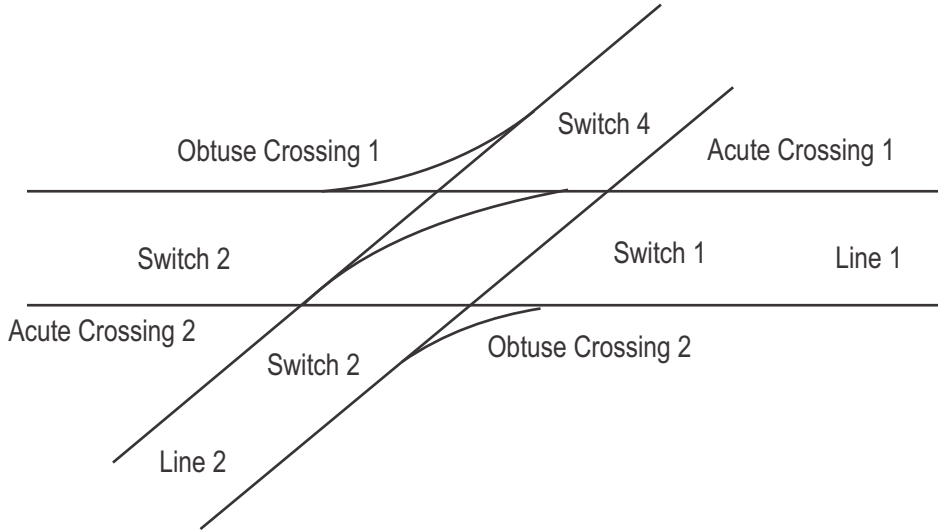 Switch 4
Obtuse Crossing 1
Acute Crossing 1
Switch 2
Switch 1
Line 1
Acute Crossing 2
Switch 2
Obtuse Crossing 2
Line 2